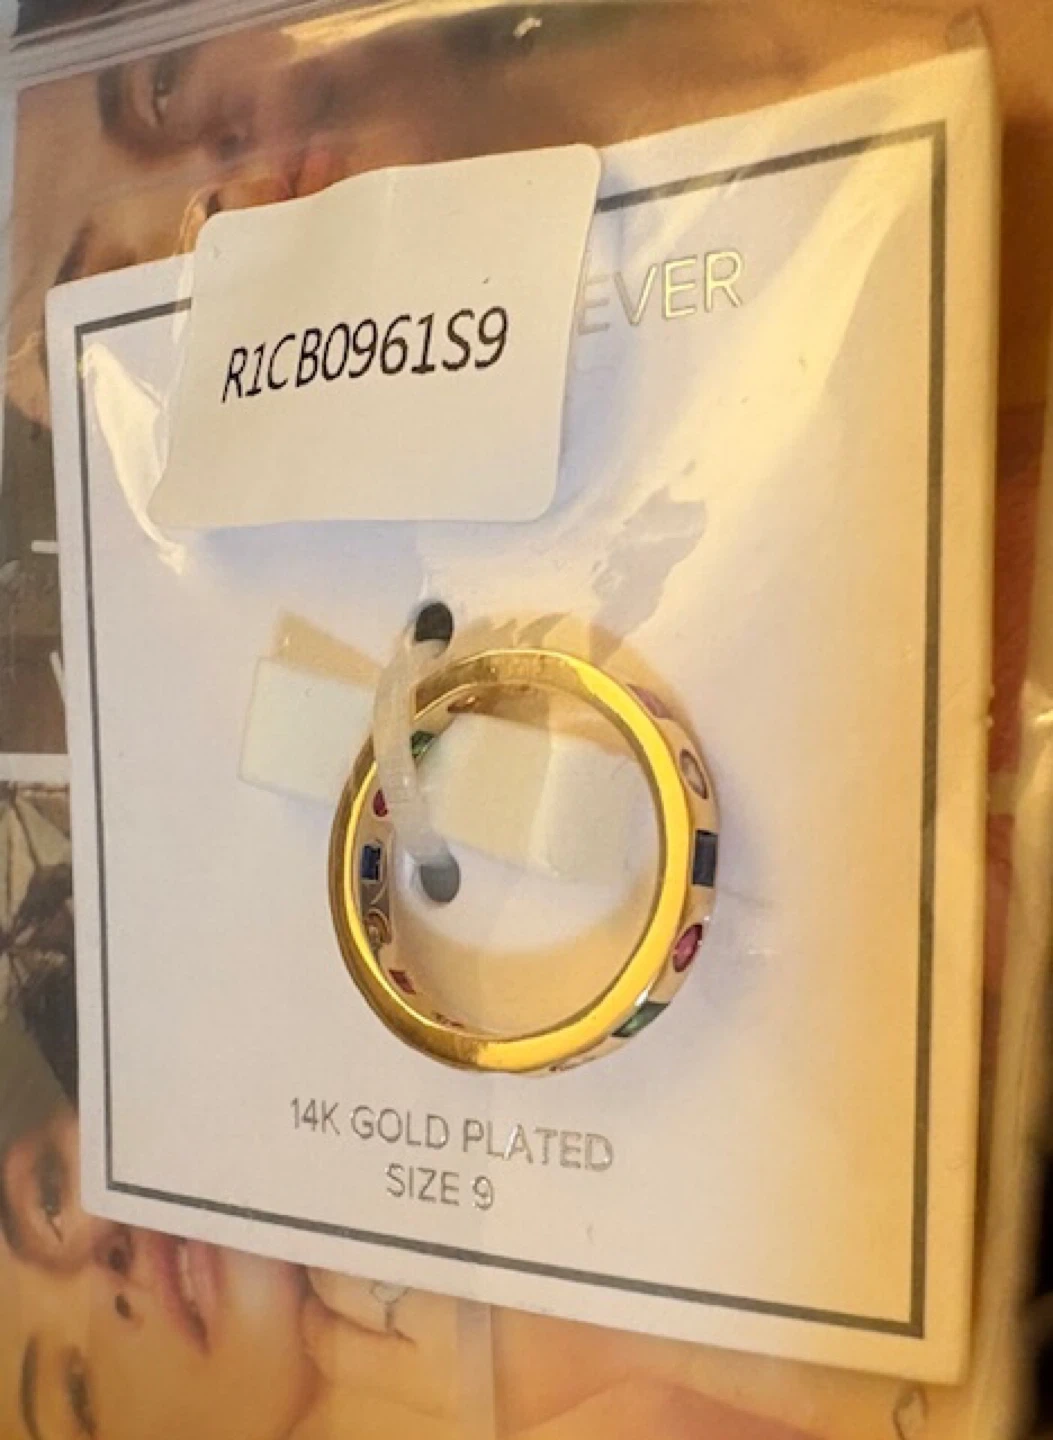 EVER
R1CB0961S9
14K GOLD PLATED
SIZE 9